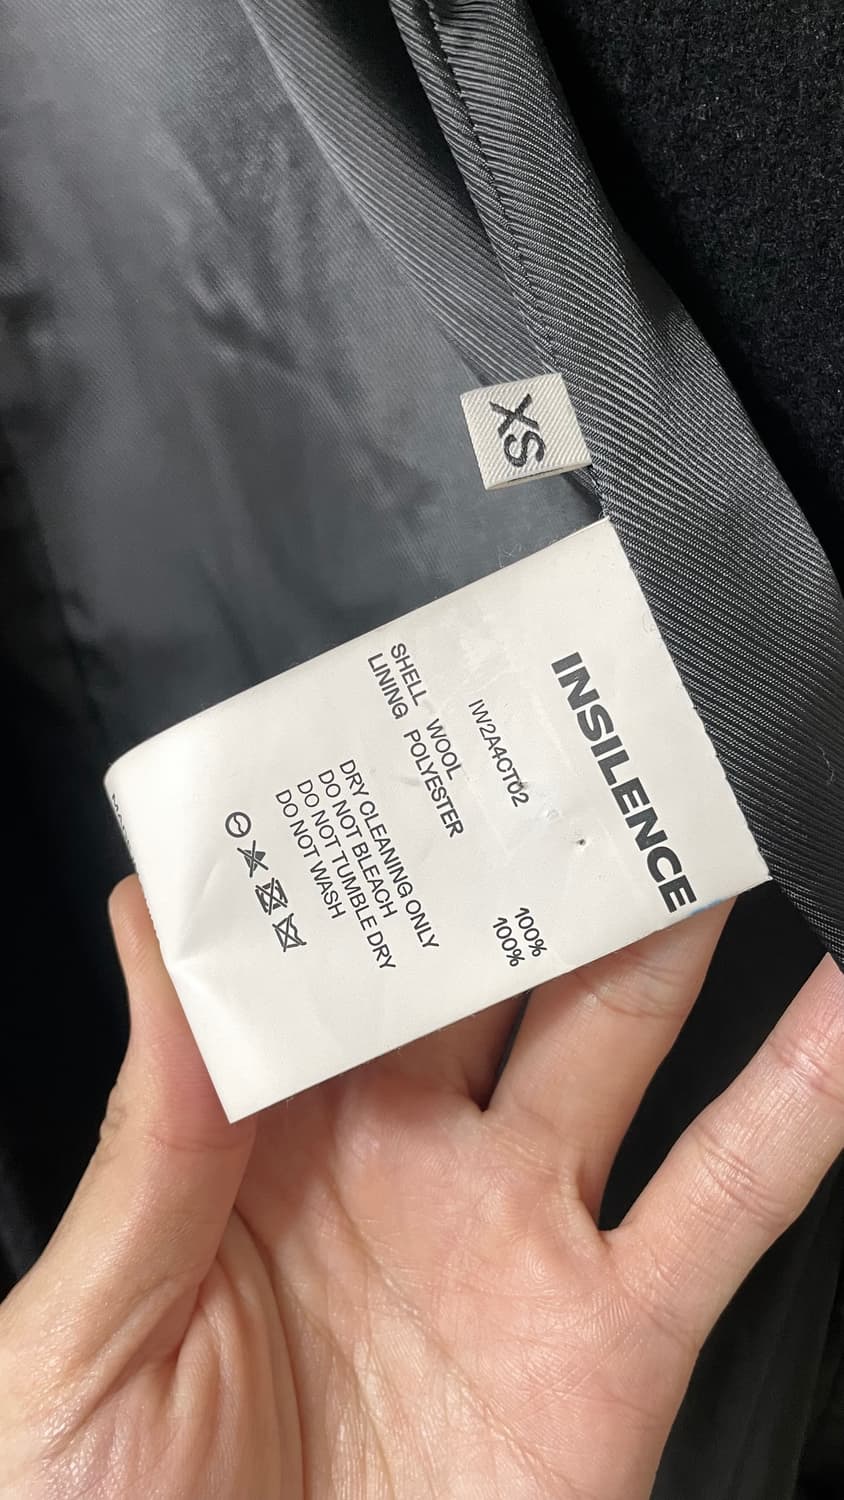 XS
INSILENCE
IW2A4CT02
SHELL WOOL 100%
LINING POLYESTER 100%
DRY CLEANING ONLY
DO NOT BLEACH
DO NOT TUMBLE DRY
DO NOT WASH